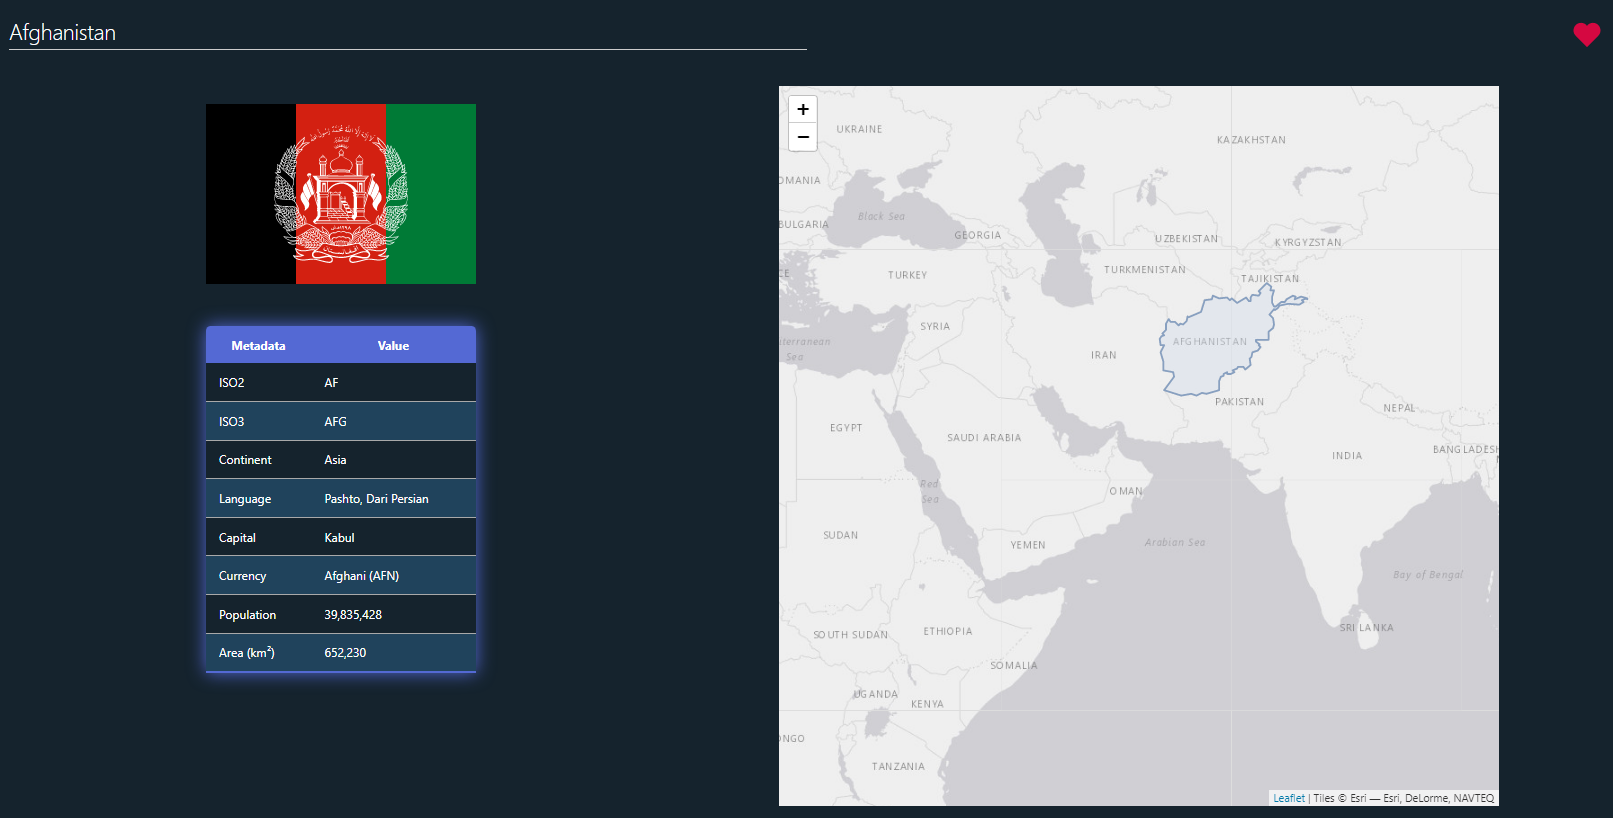 Afghanistan
Metadata Value
ISO2 AF
ISO3 AFG
Continent Asia
Language Pashto, Dari Persian
Capital Kabul
Currency Afghani (AFN)
Population 39,835,428
Area (km²) 652,230
+
−
UKRAINE
KAZAKHSTAN
OMANIA
Black Sea
BULGARIA
GEORGIA
UZBEKISTAN
KYRGYZSTAN
CE
TURKEY
TURKMENISTAN
TAJIKISTAN
SYRIA
iterranean
Sea
IRAN
AFGHANISTAN
PAKISTAN
NEPAL
EGYPT
SAUDI ARABIA
INDIA
BANGLADESH
Red
Sea
OMAN
SUDAN
YEMEN
Arabian Sea
Bay of Bengal
SOUTH SUDAN
ETHIOPIA
SRI LANKA
SOMALIA
UGANDA
KENYA
ONGO
TANZANIA
Leaflet | Tiles © Esri — Esri, DeLorme, NAVTEQ